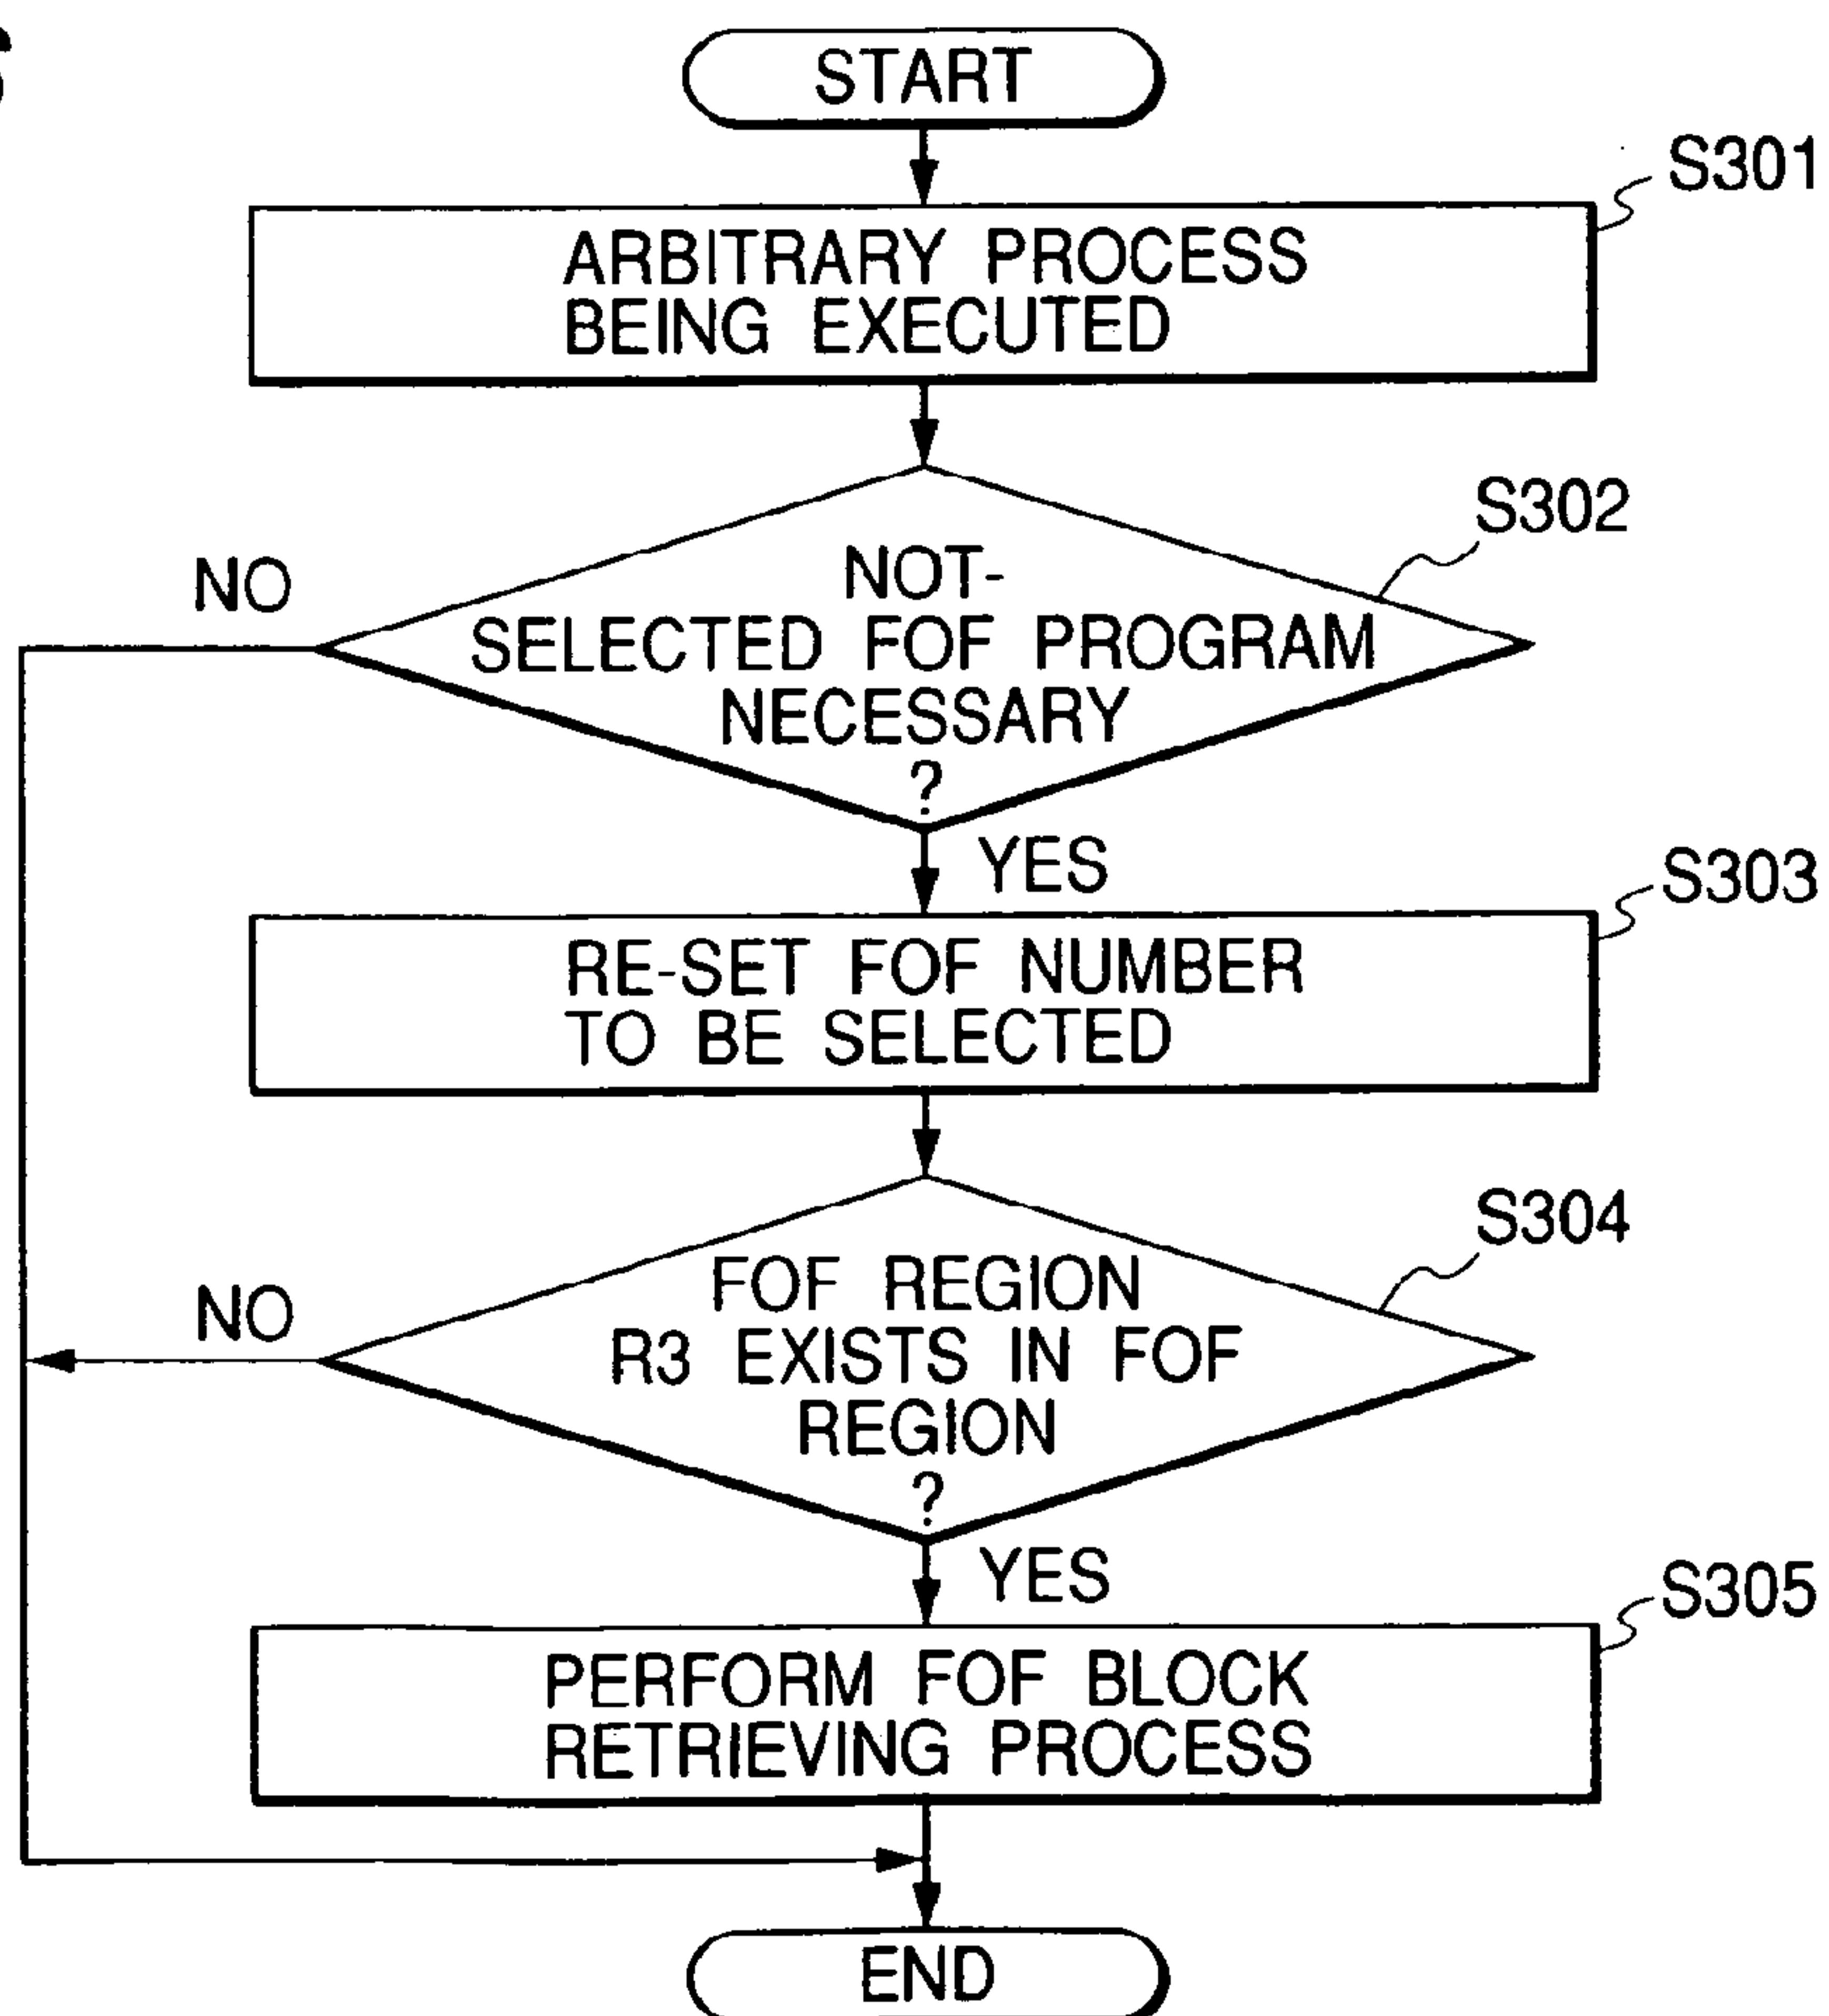 START
S301
ARBITRARY PROCESS
BEING EXECUTED
S302
NO
NOT-
SELECTED FOF PROGRAM
NECESSARY
?
YES
S303
RE-SET FOF NUMBER
TO BE SELECTED
S304
NO
FOF REGION
R3 EXISTS IN FOF
REGION
?
YES
S305
PERFORM FOF BLOCK
RETRIEVING PROCESS
END